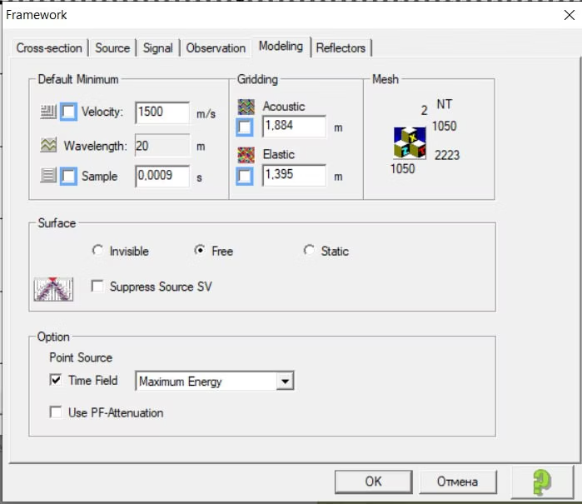 Framework
Cross-section Source Signal Observation Modeling Reflectors
Default Minimum Gridding Mesh
Velocity: 1500 m/s
Wavelength: 20 m
Sample 0,0009 s
Acoustic
1,884 m
Elastic
1,395 m
2 NT
1050
2223
1050
Surface
Invisible Free Static
Suppress Source SV
Option
Point Source
Time Field Maximum Energy
Use PF-Attenuation
OK Отмена